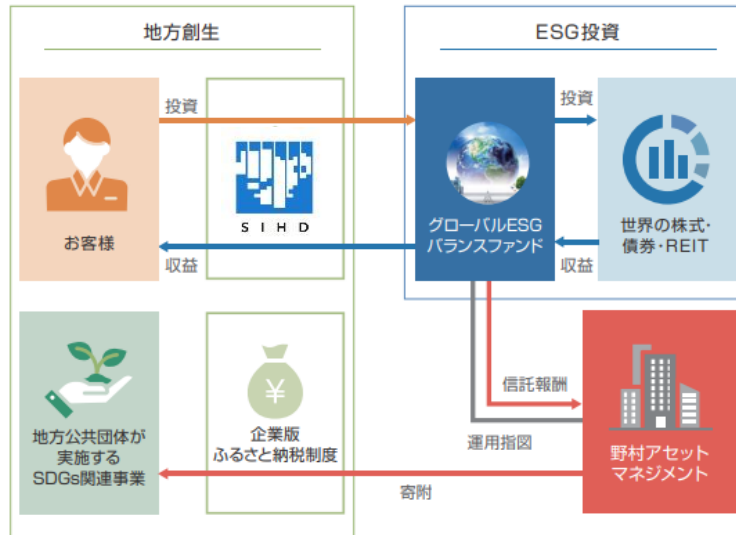 地方創生
ESG投資
投資
投資
お客様
SIHD
グローバルESG
バランスファンド
世界の株式・
債券・REIT
収益
収益
信託報酬
運用指図
地方公共団体が
実施する
SDGs関連事業
¥
企業版
ふるさと納税制度
野村アセット
マネジメント
寄附